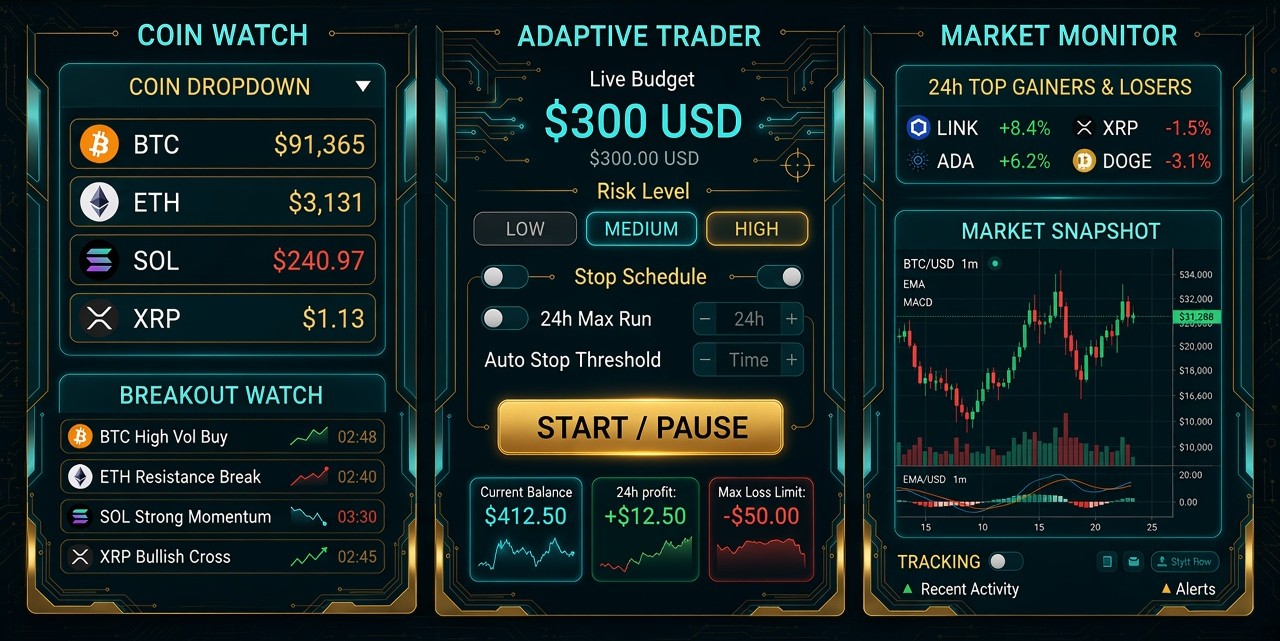 COIN WATCH
COIN DROPDOWN
BTC $91,365
ETH $3,131
SOL $240.97
XRP $1.13
BREAKOUT WATCH
BTC High Vol Buy 02:48
ETH Resistance Break 02:40
SOL Strong Momentum 03:30
XRP Bullish Cross 02:45
ADAPTIVE TRADER
Live Budget
$300 USD
$300.00 USD
Risk Level
LOW MEDIUM HIGH
Stop Schedule
24h Max Run − 24h +
Auto Stop Threshold − Time +
START / PAUSE
Current Balance
$412.50
24h profit:
+$12.50
Max Loss Limit:
-$50.00
MARKET MONITOR
24h TOP GAINERS & LOSERS
LINK +8.4% XRP -1.5%
ADA +6.2% DOGE -3.1%
MARKET SNAPSHOT
BTC/USD 1m
EMA
MACD
$32,000
$31,288
$20,000
$18,000
$16,600
$10,000
$10,000
EMA/USD 1m
20.00
0.00
15 10 15 20 25
TRACKING
Recent Activity
Alerts